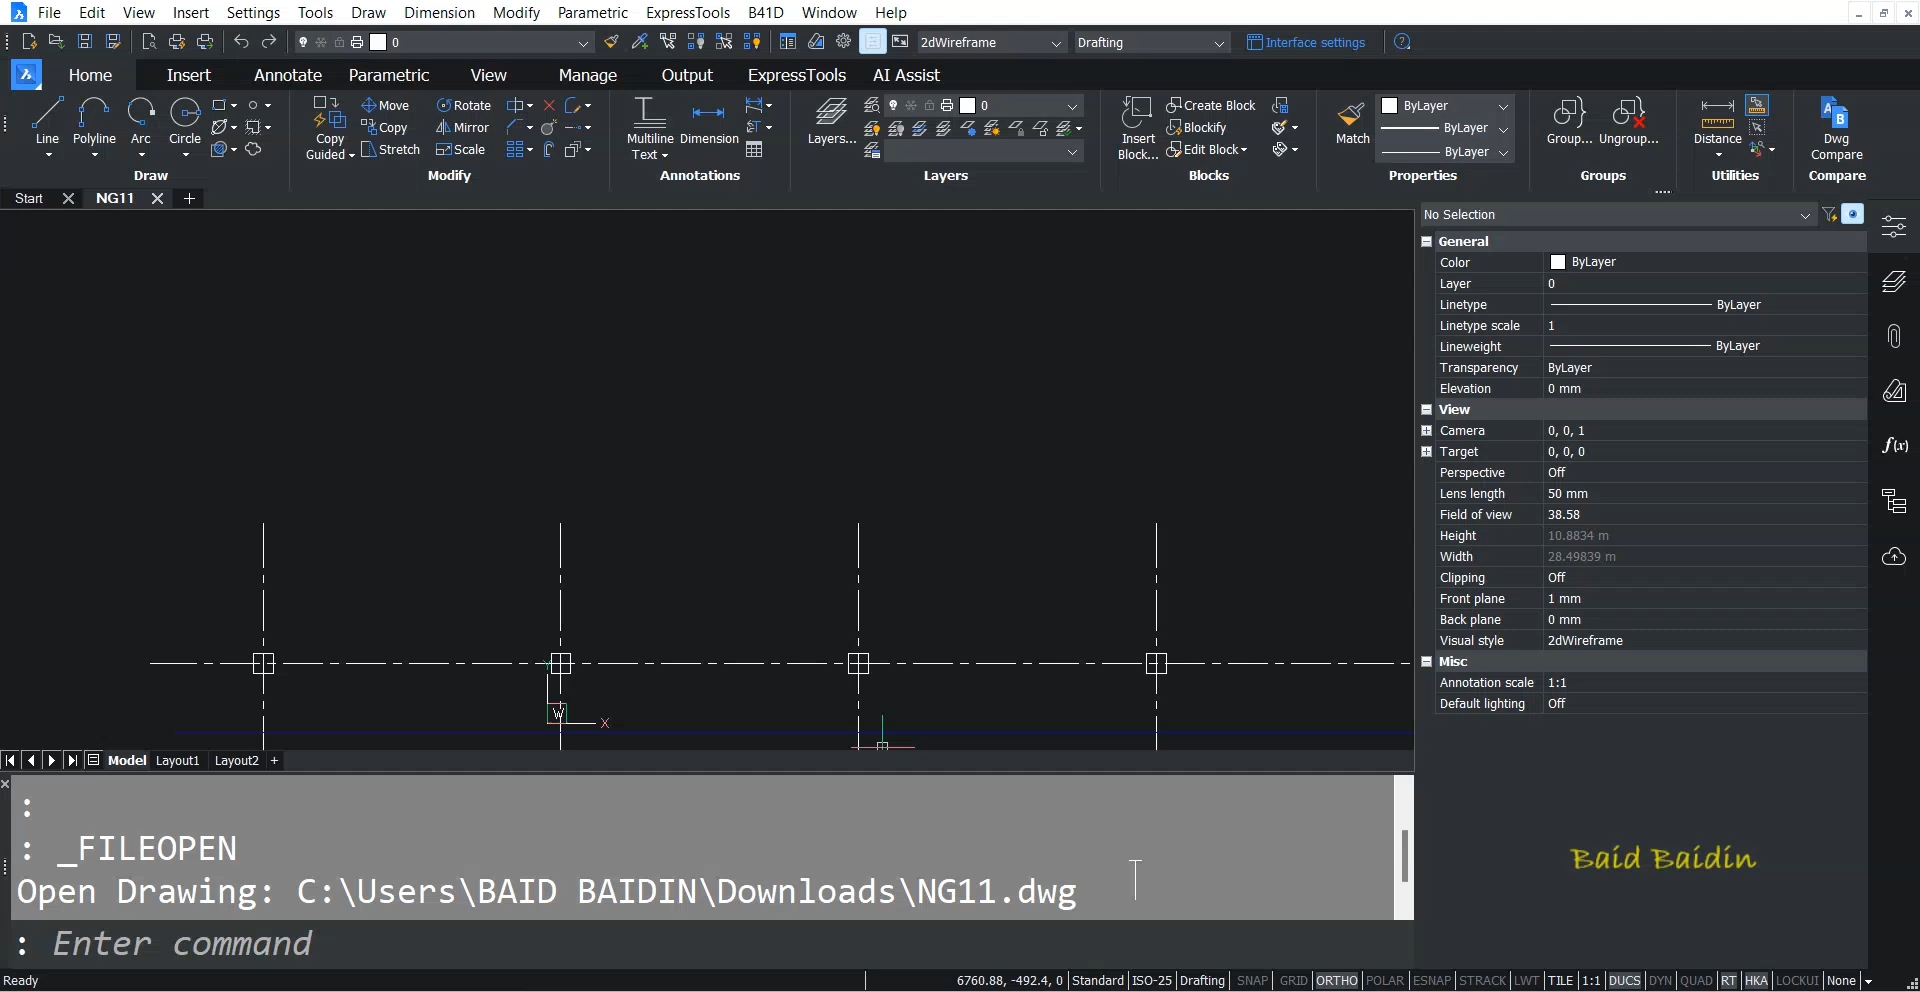 File Edit View Insert Settings Tools Draw Dimension Modify Parametric ExpressTools B41D Window Help
0 2dWireframe Drafting Interface settings
Home Insert Annotate Parametric View Manage Output ExpressTools AI Assist
Line Polyline Arc Circle
Draw
Copy Guided
Move Rotate
Copy Mirror
Stretch Scale
Modify
Multiline Text Dimension
Annotations
Layers...
0
Layers
Insert Block...
Create Block
Blockify
Edit Block
Blocks
Match
ByLayer
ByLayer
ByLayer
Properties
Group... Ungroup...
Groups
Distance
Utilities
A B
Dwg Compare
Compare
Start NG11
No Selection
General
Color ByLayer
Layer 0
Linetype ByLayer
Linetype scale 1
Lineweight ByLayer
Transparency ByLayer
Elevation 0 mm
View
Camera 0, 0, 1
Target 0, 0, 0
Perspective Off
Lens length 50 mm
Field of view 38.58
Height 10.8834 m
Width 28.49839 m
Clipping Off
Front plane 1 mm
Back plane 0 mm
Visual style 2dWireframe
Misc
Annotation scale 1:1
Default lighting Off
f(x)
Y
W X
Model Layout1 Layout2
:
: _FILEOPEN
Open Drawing: C:\Users\BAID BAIDIN\Downloads\NG11.dwg
: Enter command
Baid Baidin
Ready 6760.88, -492.4, 0 Standard ISO-25 Drafting SNAP GRID ORTHO POLAR ESNAP STRACK LWT TILE 1:1 DUCS DYN QUAD RT HKA LOCKUI None